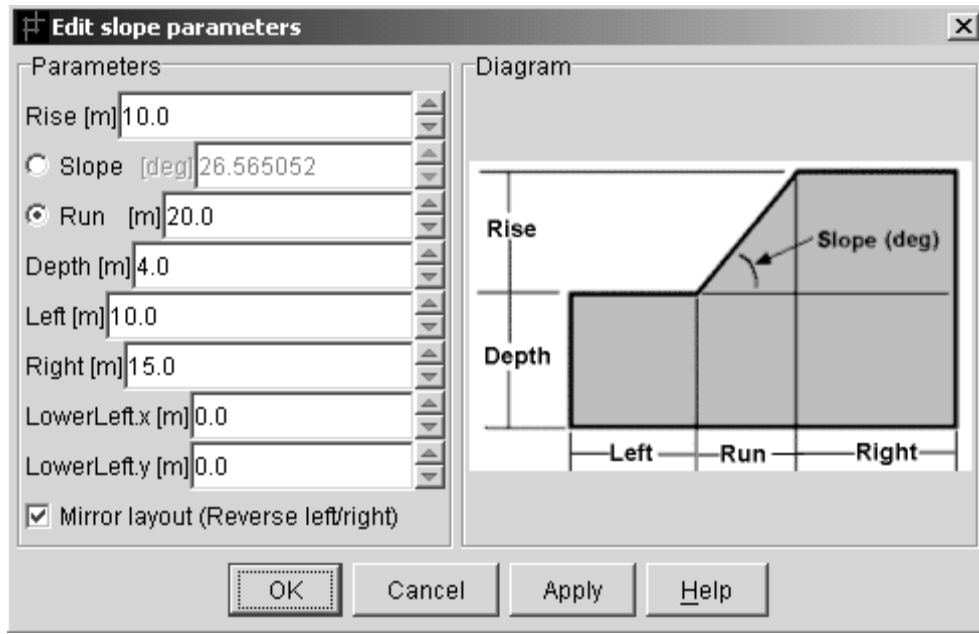 Edit slope parameters
Parameters
Rise [m] 10.0
Slope [deg] 26.565052
Run [m] 20.0
Depth [m] 4.0
Left [m] 10.0
Right [m] 15.0
LowerLeft.x [m] 0.0
LowerLeft.y [m] 0.0
Mirror layout (Reverse left/right)
Diagram
Rise
Slope (deg)
Depth
Left Run Right
OK Cancel Apply Help